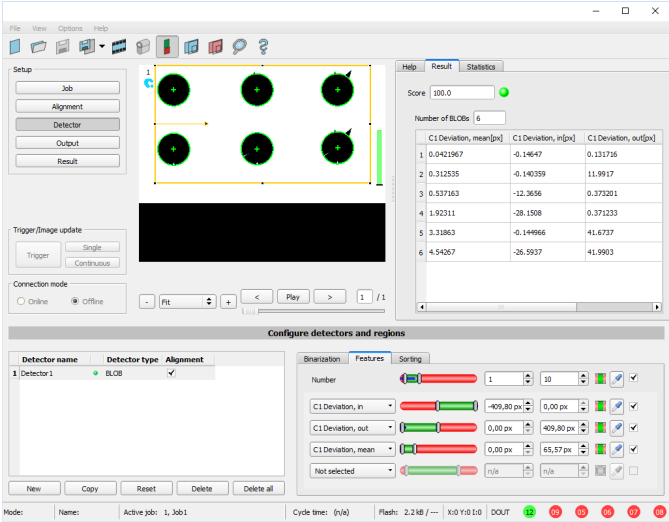 File View Options Help
Setup
Job
Alignment
Detector
Output
Result
Trigger/Image update
Trigger
Single
Continuous
Connection mode
Online Offline
1
- Fit + < Play > 1 / 1
Help Result Statistics
Score 100.0
Number of BLOBs 6
C1 Deviation, mean[px] C1 Deviation, in[px] C1 Deviation, out[px]
1 0.0421967 -0.14647 0.131716
2 0.312535 -0.140359 11.9917
3 0.537163 -12.3656 0.373201
4 1.92311 -28.1508 0.371233
5 3.31863 -0.144966 41.6737
6 4.54267 -26.5937 41.9903
Configure detectors and regions
Detector name Detector type Alignment
1 Detector1 BLOB
New Copy Reset Delete Delete all
Binarization Features Sorting
Number 1 10
C1 Deviation, in -409,80 px 0,00 px
C1 Deviation, out 0,00 px 409,80 px
C1 Deviation, mean 0,00 px 65,57 px
Not selected n/a n/a
Mode: Name: Active job: 1, Job1 Cycle time: (n/a) Flash: 2.2 kB / --- X:0 Y:0 I:0 DOUT 12 09 05 06 07 08